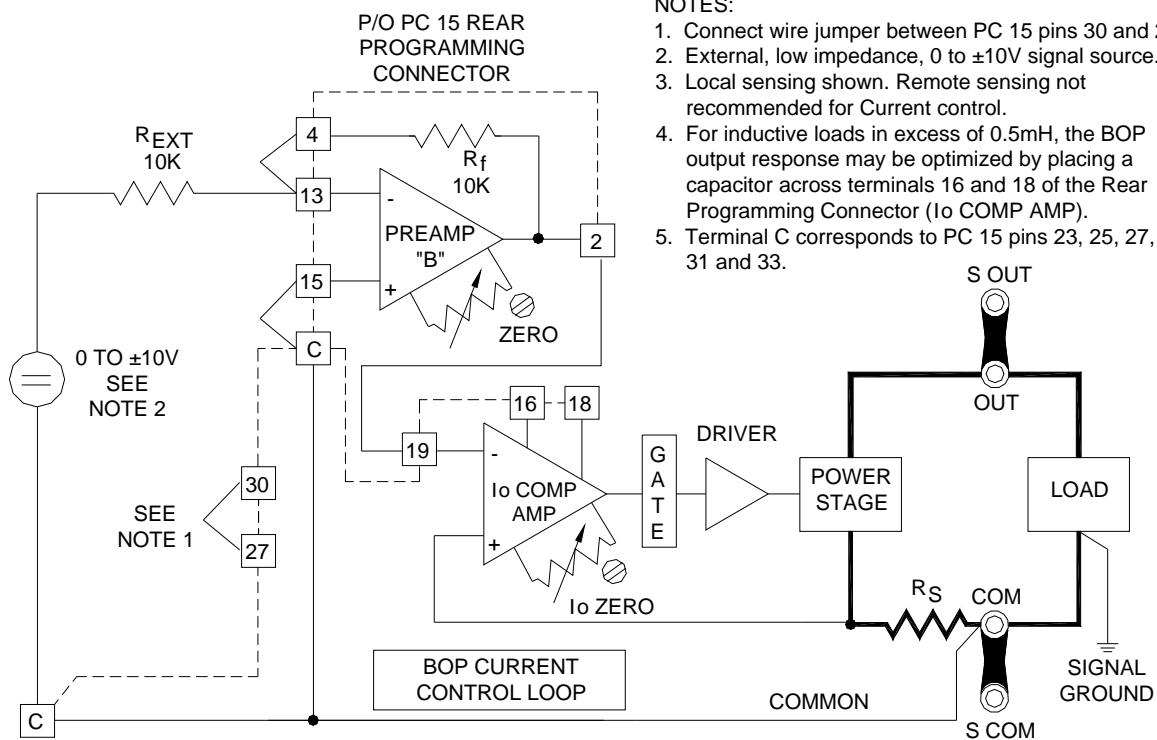 P/O PC 15 REAR
PROGRAMMING
CONNECTOR
NOTES:
1. Connect wire jumper between PC 15 pins 30 and
2. External, low impedance, 0 to ±10V signal source.
3. Local sensing shown. Remote sensing not
recommended for Current control.
4. For inductive loads in excess of 0.5mH, the BOP
output response may be optimized by placing a
capacitor across terminals 16 and 18 of the Rear
Programming Connector (Io COMP AMP).
5. Terminal C corresponds to PC 15 pins 23, 25, 27,
31 and 33.
REXT
10K
4
Rf
10K
13
-
PREAMP
"B"
2
15
+
ZERO
C
0 TO ±10V
SEE
NOTE 2
S OUT
OUT
16
18
19
-
Io COMP
AMP
+
GATE
DRIVER
POWER
STAGE
LOAD
30
SEE
NOTE 1
27
Io ZERO
RS
COM
BOP CURRENT
CONTROL LOOP
SIGNAL
GROUND
COMMON
C
S COM